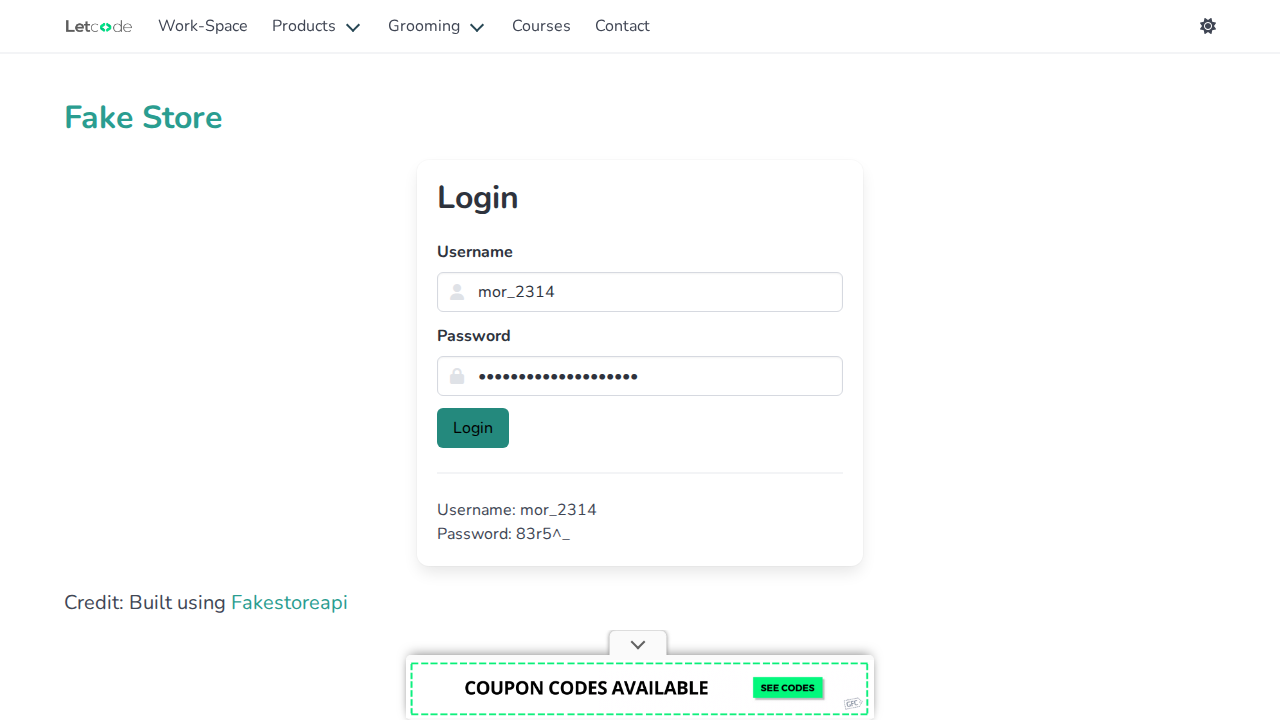 Letcode Work-Space Products Grooming Courses Contact
Fake Store
Login
Username
mor_2314
Password
••••••••••••••••••••
Login
Username: mor_2314
Password: 83r5^_
Credit: Built using Fakestoreapi
COUPON CODES AVAILABLE SEE CODES
GFC